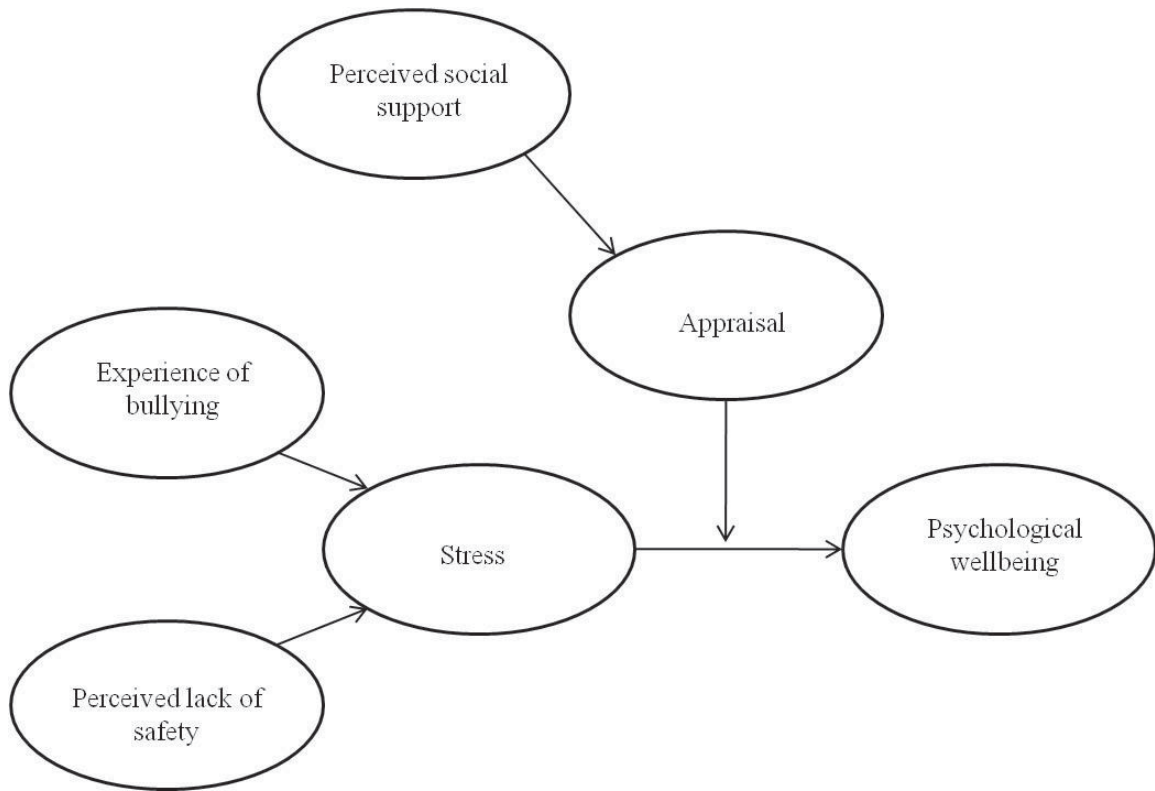 Perceived social
support
Appraisal
Experience of
bullying
Stress
Psychological
wellbeing
Perceived lack of
safety